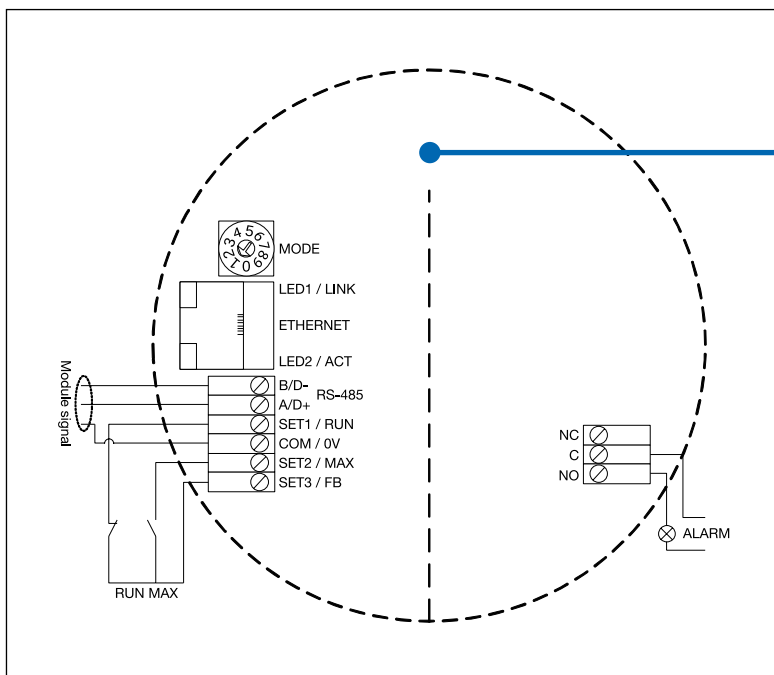 0 1 2 3 4 5 6 7 8 9
MODE
LED1 / LINK
ETHERNET
LED2 / ACT
Module signal
B/D-
RS-485
A/D+
SET1 / RUN
COM / 0V
SET2 / MAX
SET3 / FB
RUN MAX
NC
C
NO
ALARM